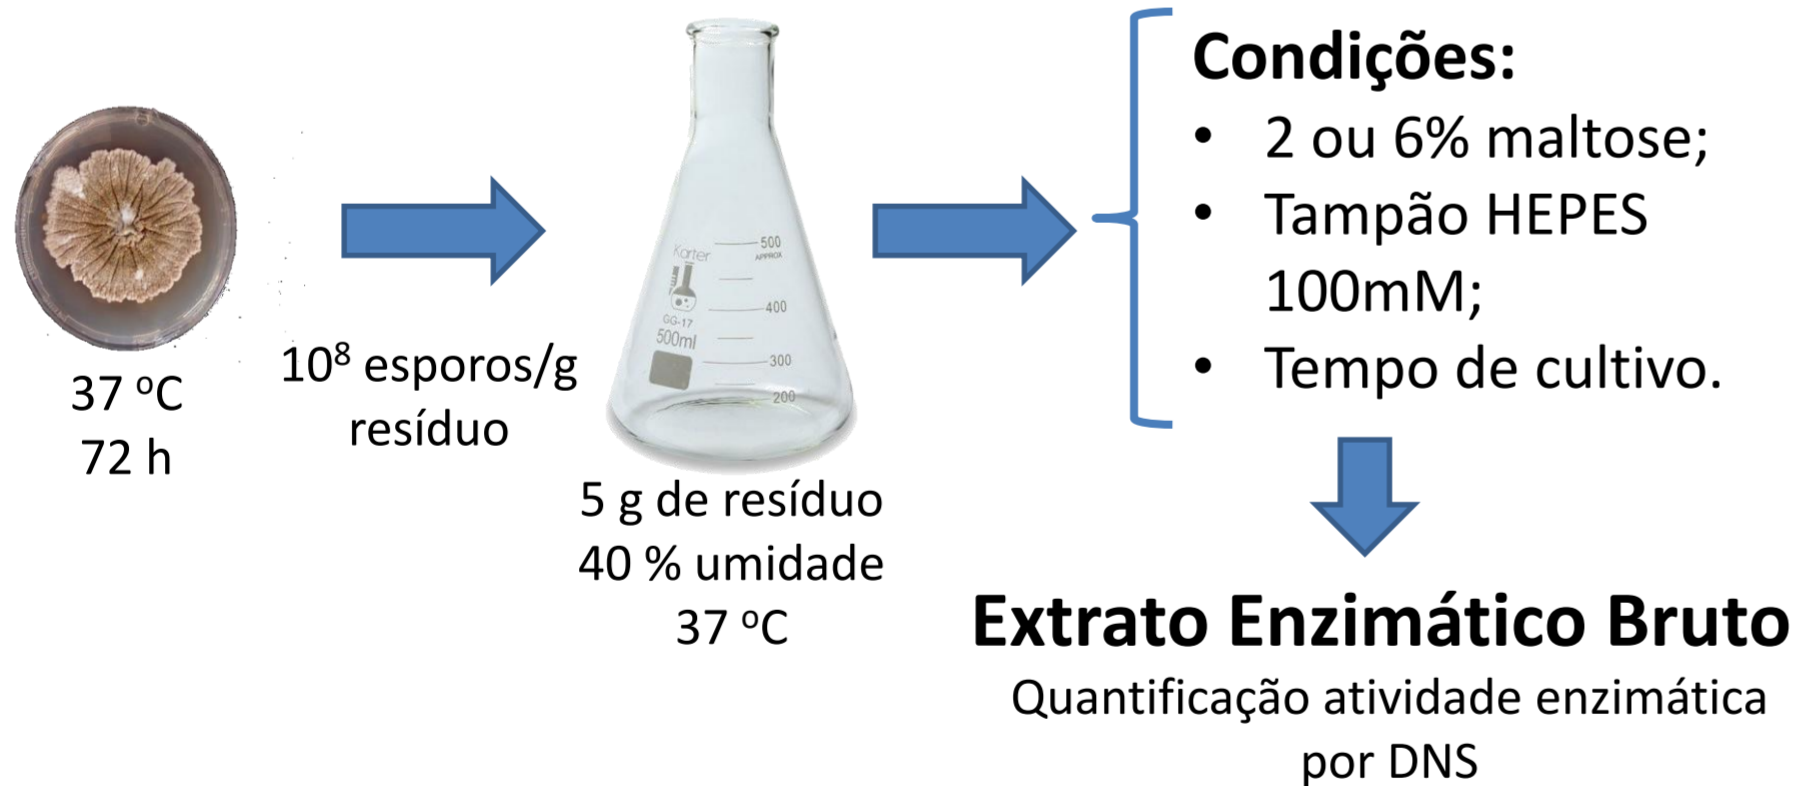 37 ºC
72 h
10⁸ esporos/g
resíduo
Karter
GG-17
500ml
500
APPROX
400
300
200
5 g de resíduo
40 % umidade
37 ºC
Condições:
• 2 ou 6% maltose;
• Tampão HEPES
100mM;
• Tempo de cultivo.
Extrato Enzimático Bruto
Quantificação atividade enzimática
por DNS